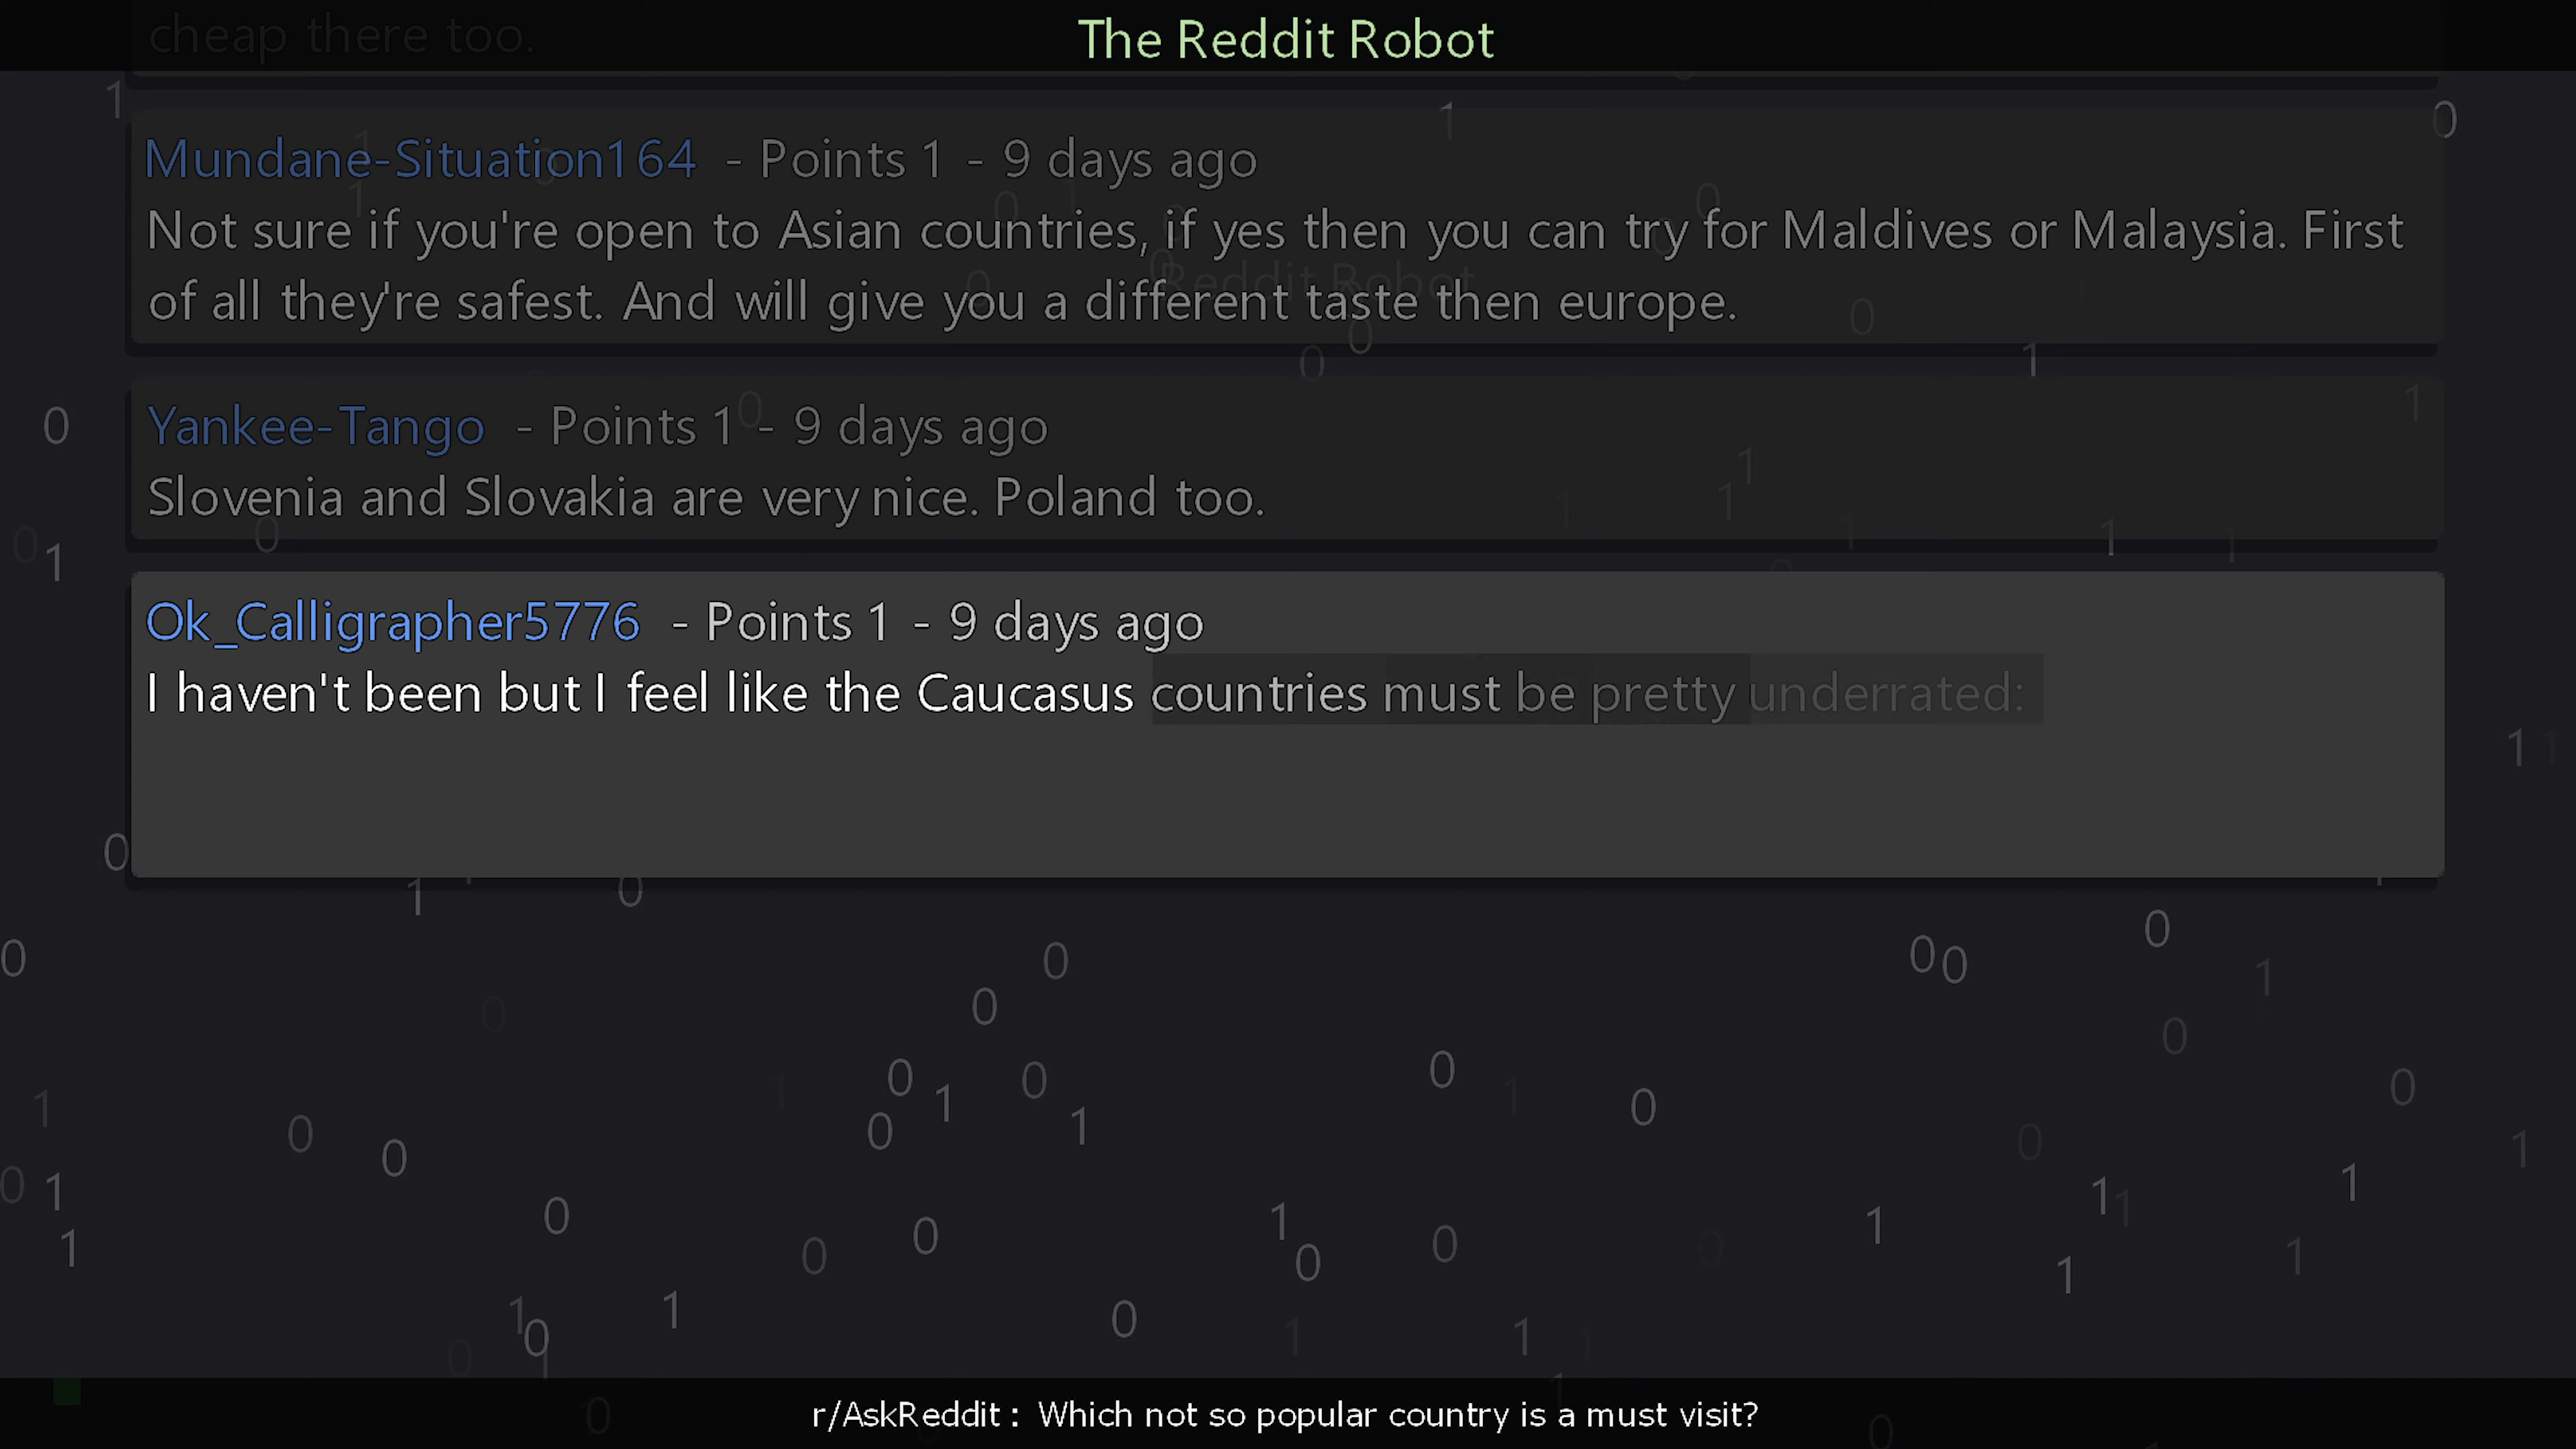 cheap there too.
The Reddit Robot
Mundane-Situation164 - Points 1 - 9 days ago
Not sure if you're open to Asian countries, if yes then you can try for Maldives or Malaysia. First
of all they're safest. And will give you a different taste then europe.
Reddit Robot
Yankee-Tango - Points 1 - 9 days ago
Slovenia and Slovakia are very nice. Poland too.
Ok_Calligrapher5776 - Points 1 - 9 days ago
I haven't been but I feel like the Caucasus countries must be pretty underrated:
r/AskReddit : Which not so popular country is a must visit?